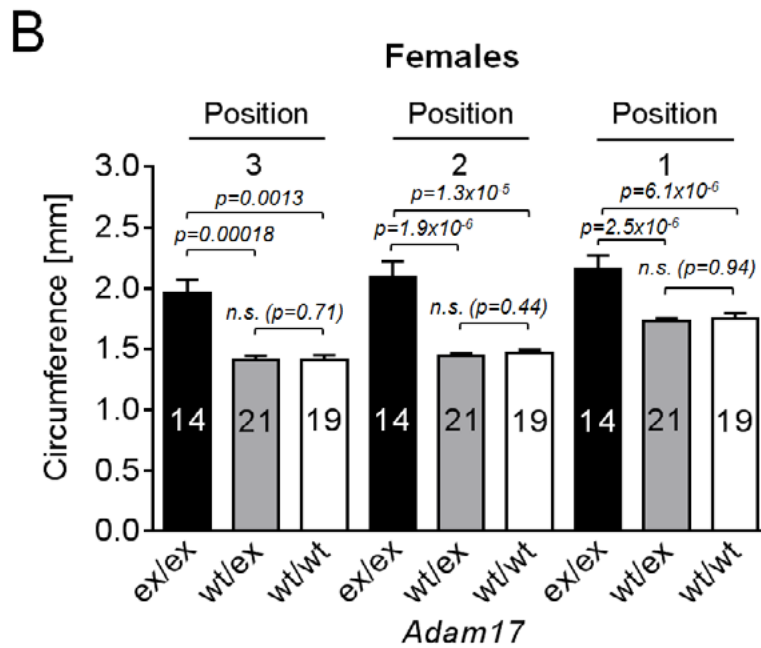 B
Females
Position Position Position
3 2 1
3.0
2.5
2.0
1.5
1.0
0.5
0.0
Circumference [mm]
p=0.0013
p=0.00018
n.s. (p=0.71)
p=1.3x10⁻⁵
p=1.9x10⁻⁶
n.s. (p=0.44)
p=6.1x10⁻⁶
p=2.5x10⁻⁶
n.s. (p=0.94)
14 21 19 14 21 19 14 21 19
ex/ex wt/ex wt/wt ex/ex wt/ex wt/wt ex/ex wt/ex wt/wt
Adam17